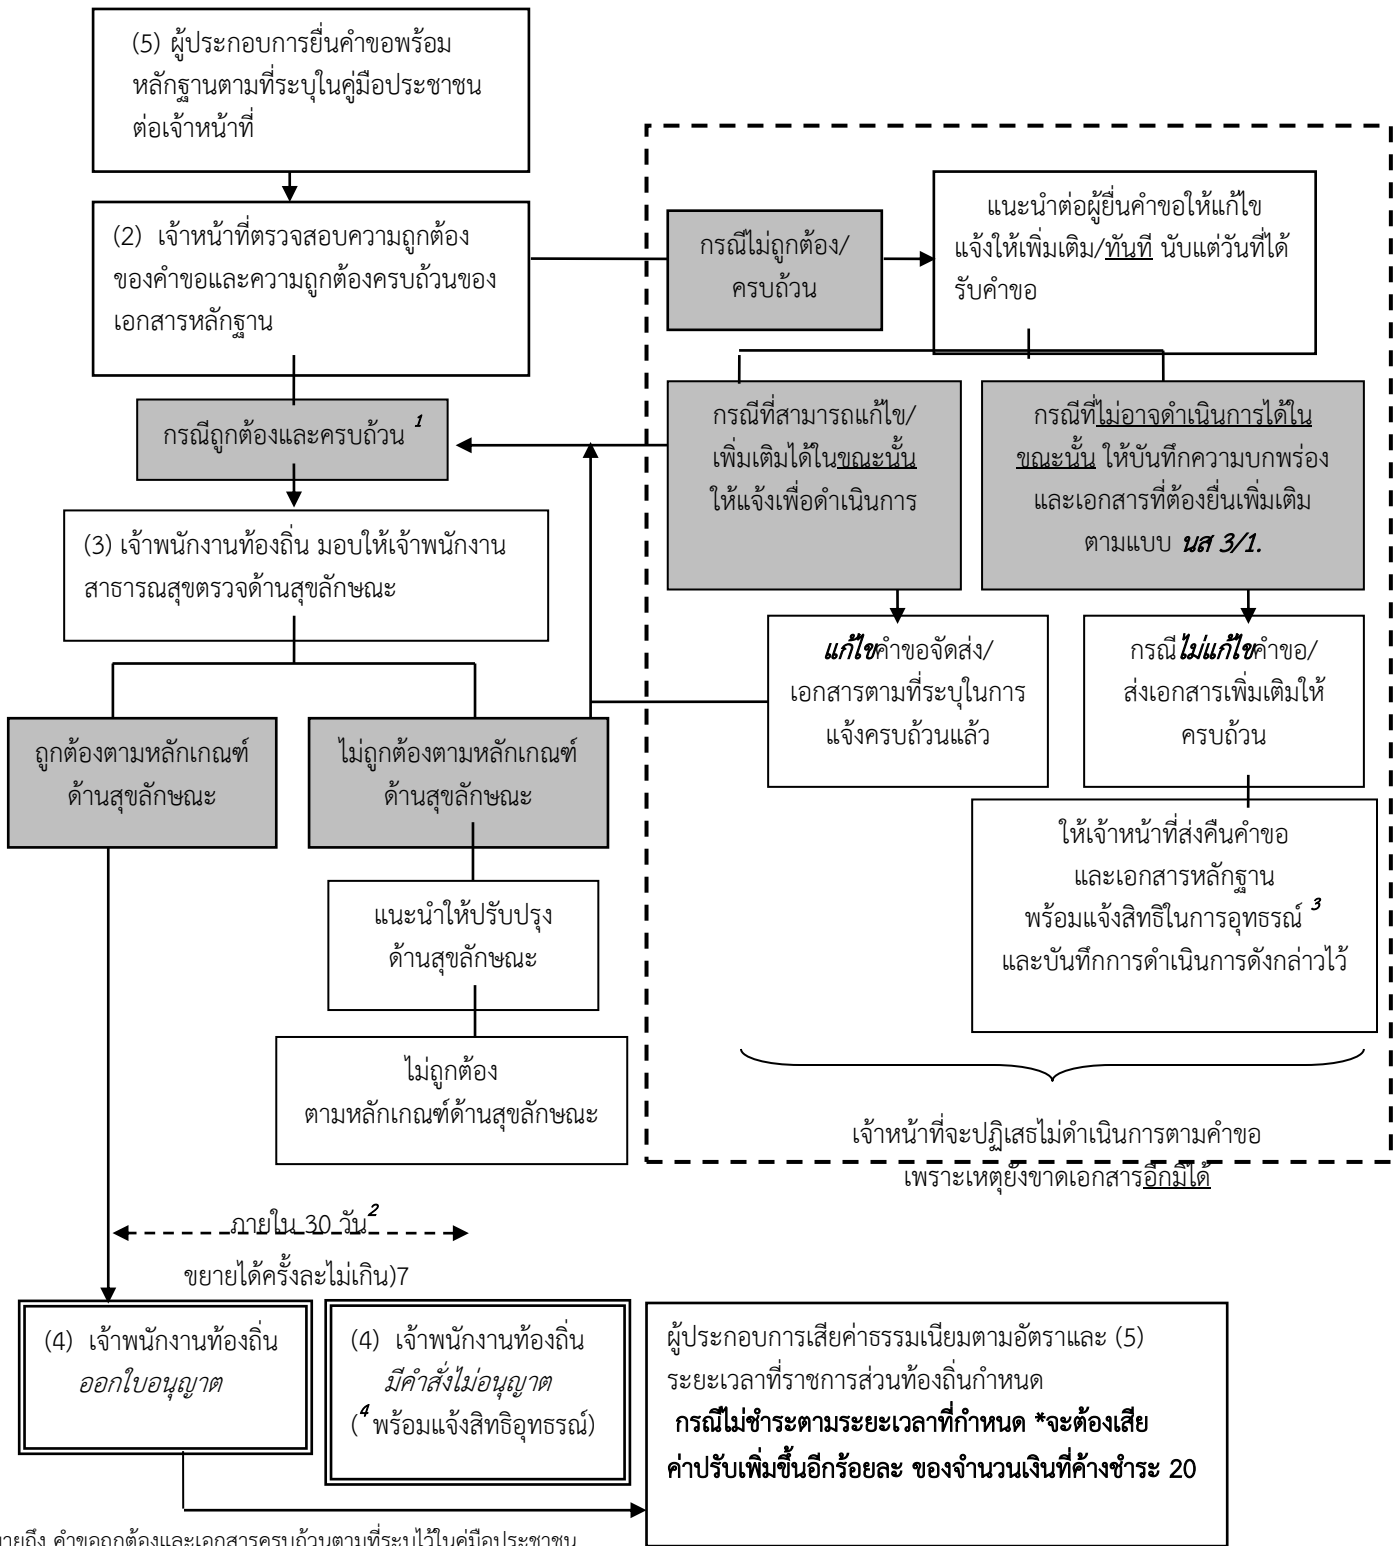 (5) ผู้ประกอบการยื่นคำขอพร้อม
หลักฐานตามที่ระบุในคู่มือประชาชน
ต่อเจ้าหน้าที่
(2) เจ้าหน้าที่ตรวจสอบความถูกต้อง
ของคำขอและความถูกต้องครบถ้วนของ
เอกสารหลักฐาน
กรณีไม่ถูกต้อง/
ครบถ้วน
แนะนำต่อผู้ยื่นคำขอให้แก้ไข
แจ้งให้เพิ่มเติม/ทันที นับแต่วันที่ได้
รับคำขอ
กรณีถูกต้องและครบถ้วน 1
กรณีที่สามารถแก้ไข/
เพิ่มเติมได้ในขณะนั้น
ให้แจ้งเพื่อดำเนินการ
กรณีที่ไม่อาจดำเนินการได้ใน
ขณะนั้น ให้บันทึกความบกพร่อง
และเอกสารที่ต้องยื่นเพิ่มเติม
ตามแบบ นส 3/1.
(3) เจ้าพนักงานท้องถิ่น มอบให้เจ้าพนักงาน
สาธารณสุขตรวจด้านสุขลักษณะ
แก้ไขคำขอจัดส่ง/
เอกสารตามที่ระบุในการ
แจ้งครบถ้วนแล้ว
กรณีไม่แก้ไขคำขอ/
ส่งเอกสารเพิ่มเติมให้
ครบถ้วน
ถูกต้องตามหลักเกณฑ์
ด้านสุขลักษณะ
ไม่ถูกต้องตามหลักเกณฑ์
ด้านสุขลักษณะ
ให้เจ้าหน้าที่ส่งคืนคำขอ
และเอกสารหลักฐาน
พร้อมแจ้งสิทธิในการอุทธรณ์ 3
และบันทึกการดำเนินการดังกล่าวไว้
แนะนำให้ปรับปรุง
ด้านสุขลักษณะ
ไม่ถูกต้อง
ตามหลักเกณฑ์ด้านสุขลักษณะ
เจ้าหน้าที่จะปฏิเสธไม่ดำเนินการตามคำขอ
เพราะเหตุยังขาดเอกสารอีกมิได้
ภายใน 30 วัน2
ขยายได้ครั้งละไม่เกิน)7
(4) เจ้าพนักงานท้องถิ่น
ออกใบอนุญาต
(4) เจ้าพนักงานท้องถิ่น
มีคำสั่งไม่อนุญาต
(4 พร้อมแจ้งสิทธิอุทธรณ์)
ผู้ประกอบการเสียค่าธรรมเนียมตามอัตราและ (5)
ระยะเวลาที่ราชการส่วนท้องถิ่นกำหนด
กรณีไม่ชำระตามระยะเวลาที่กำหนด *จะต้องเสีย
ค่าปรับเพิ่มขึ้นอีกร้อยละ ของจำนวนเงินที่ค้างชำระ 20
คำขอถูกต้องและเอกสารครบถ้วนตามที่ระบุไว้ในคู่มือประชาชน